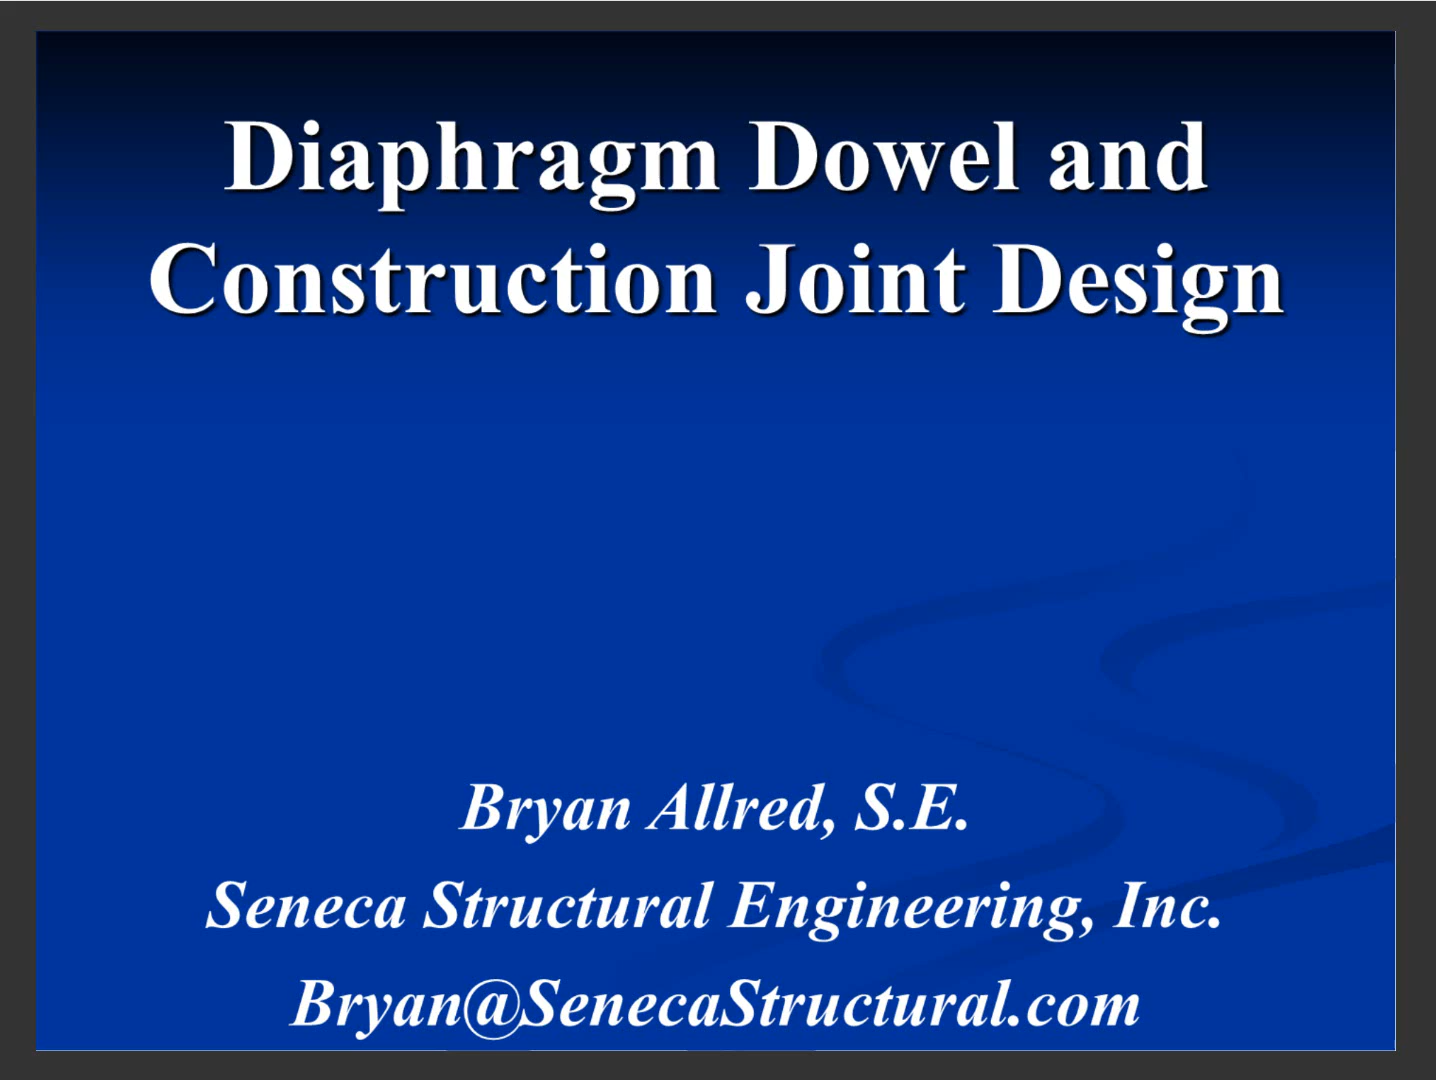 Diaphragm Dowel and
Construction Joint Design
Bryan Allred, S.E.
Seneca Structural Engineering, Inc.
Bryan@SenecaStructural.com